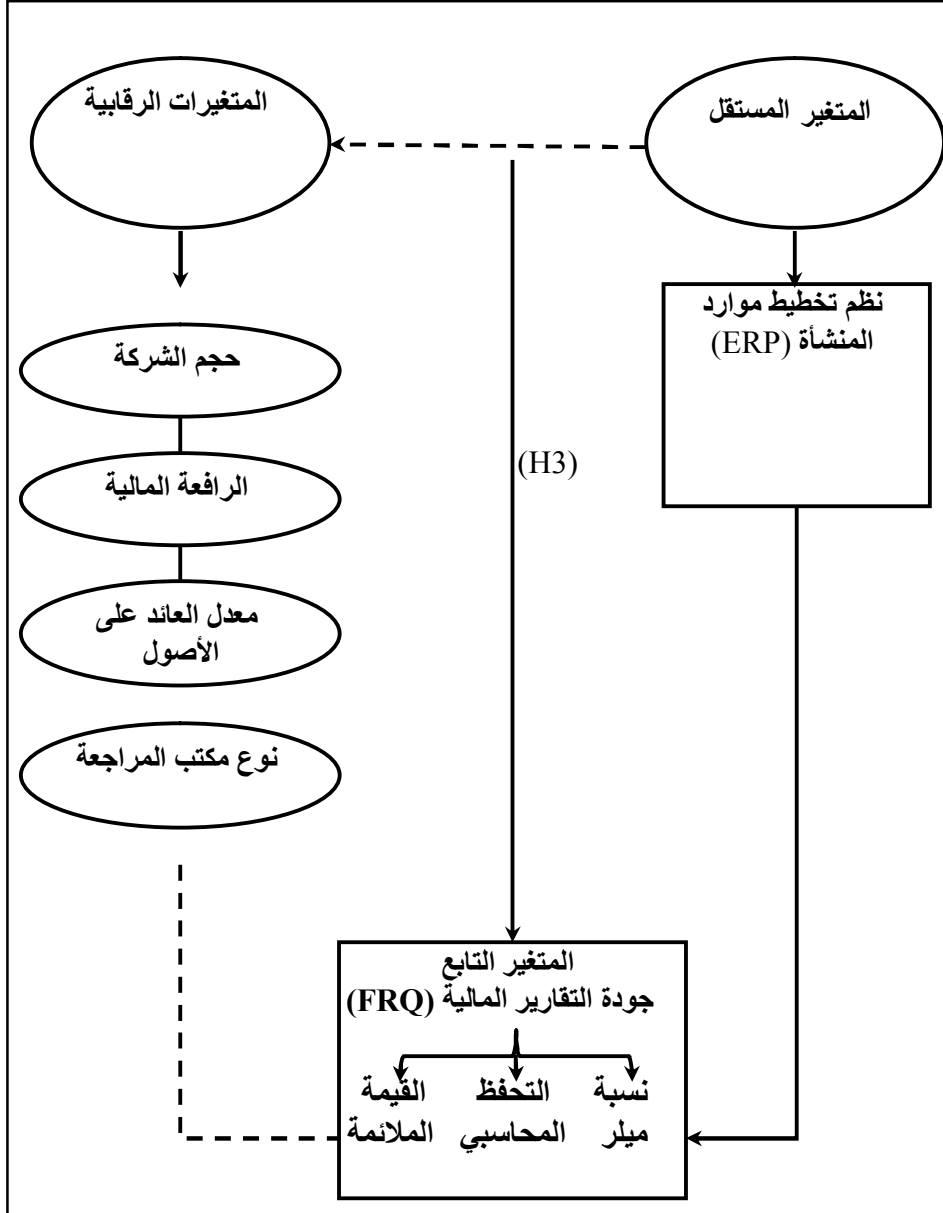 المتغير المستقل
المتغيرات الرقابية
نظم تخطيط موارد
المنشأة (ERP)
حجم الشركة
الرافعة المالية
(H3)
معدل العائد على
الأصول
نوع مكتب المراجعة
المتغير التابع
جودة التقارير المالية (FRQ)
نسبة التحفظ القيمة
ميلر المحاسبي الملائمة